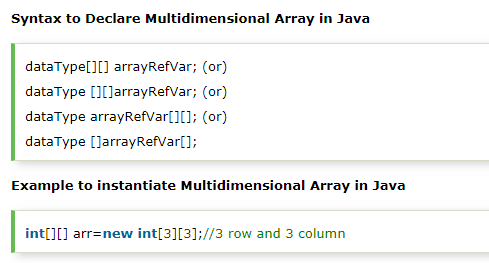 Syntax to Declare Multidimensional Array in Java
dataType[][] arrayRefVar; (or)
dataType [][]arrayRefVar; (or)
dataType arrayRefVar[][]; (or)
dataType []arrayRefVar[];
Example to instantiate Multidimensional Array in Java
int[][] arr=new int[3][3];//3 row and 3 column